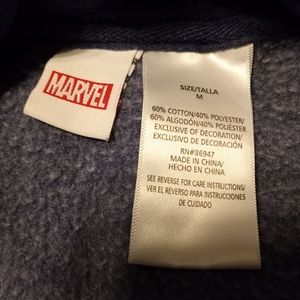 MARVEL
SIZE/TALLA
M
60% COTTON/40% POLYESTER/
60% ALGODÓN/40% POLIÉSTER
EXCLUSIVE OF DECORATION/
EXCLUSIVO DE DECORACIÓN
RN#86947
MADE IN CHINA/
HECHO EN CHINA
SEE REVERSE FOR CARE INSTRUCTIONS/
VER EL REVERSO PARA INSTRUCCIONES
DE CUIDADO